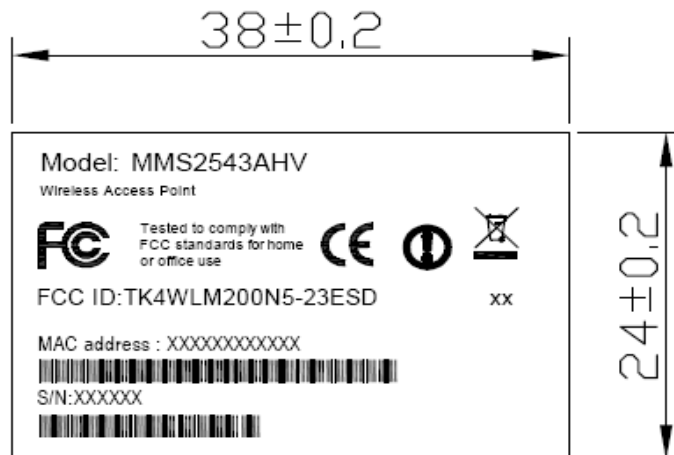 38±0.2
Model: MMS2543AHV
Wireless Access Point
FC
Tested to comply with
FCC standards for home
or office use
CE
FCC ID:TK4WLM200N5-23ESD
xx
MAC address : XXXXXXXXXXXX
S/N:XXXXXX
24±0.2